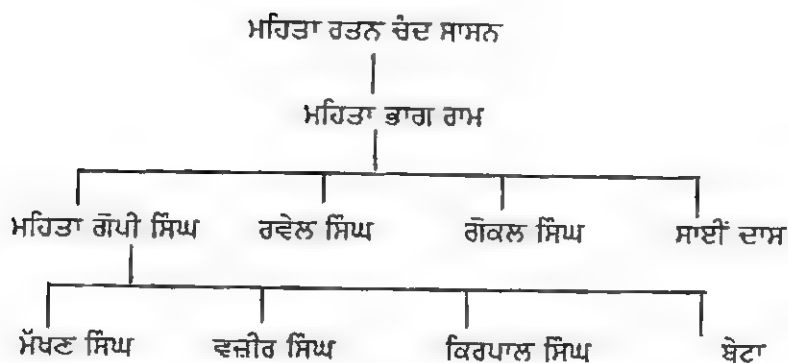 ਮਹਿਤਾ ਰਤਨ ਚੰਦ ਸਾਸਨ
ਮਹਿਤਾ ਭਾਗ ਰਾਮ
ਮਹਿਤਾ ਗੋਪੀ ਸਿੰਘ ਰਵੇਲ ਸਿੰਘ ਗੋਕਲ ਸਿੰਘ ਸਾਈਂ ਦਾਸ
ਮੱਖਣ ਸਿੰਘ ਵਜ਼ੀਰ ਸਿੰਘ ਕਿਰਪਾਲ ਸਿੰਘ ਬੇਟਾ